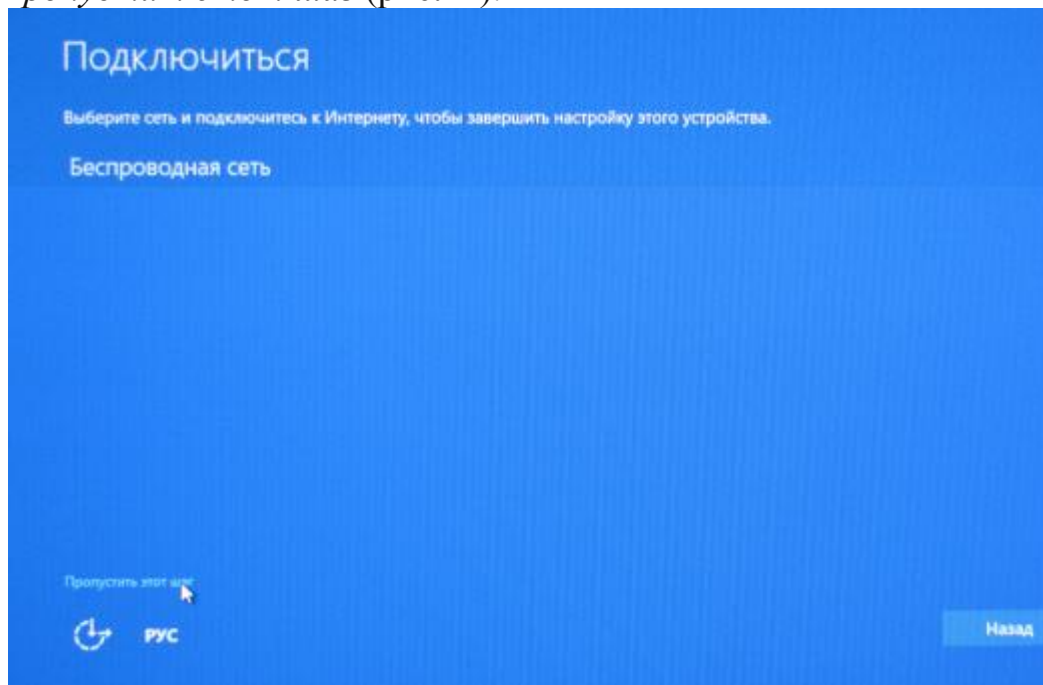 Подключиться
Выберите сеть и подключитесь к Интернету, чтобы завершить настройку этого устройства.
Беспроводная сеть
Пропустить этот шаг
РУС
Назад